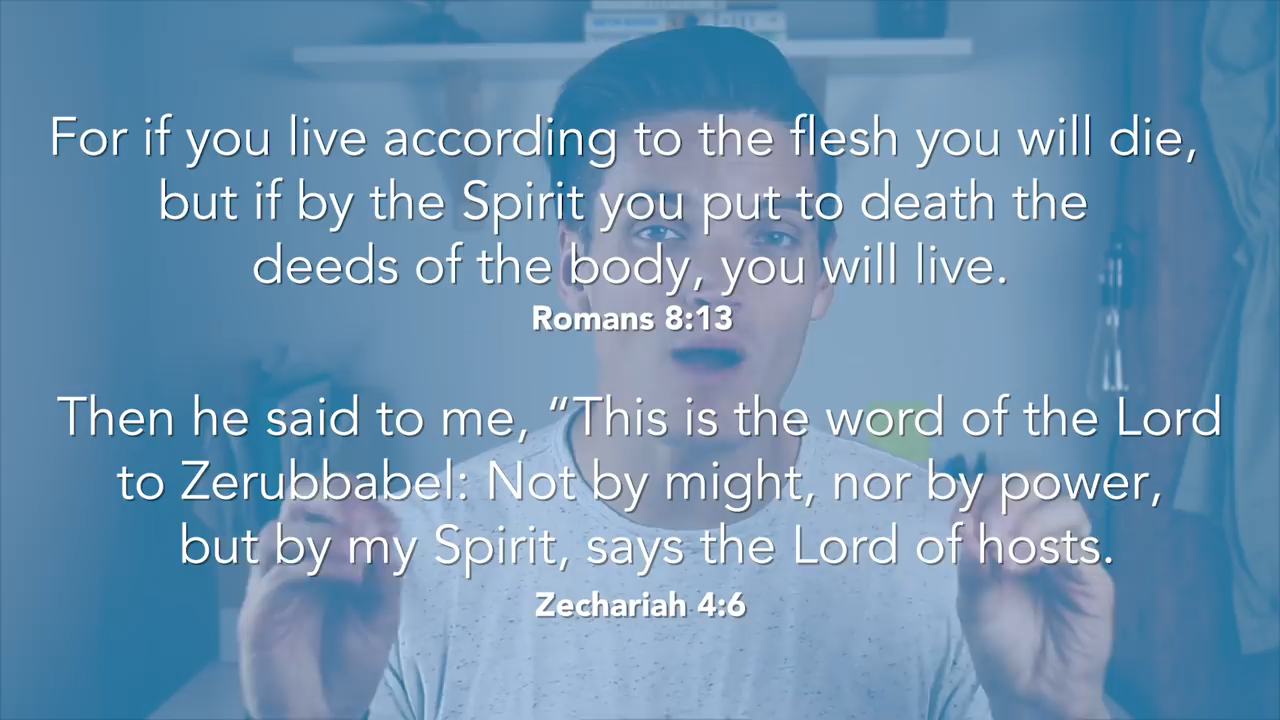 For if you live according to the flesh you will die,
but if by the Spirit you put to death the
deeds of the body, you will live.
Romans 8:13
Then he said to me, “This is the word of the Lord
to Zerubbabel: Not by might, nor by power,
but by my Spirit, says the Lord of hosts.
Zechariah 4:6